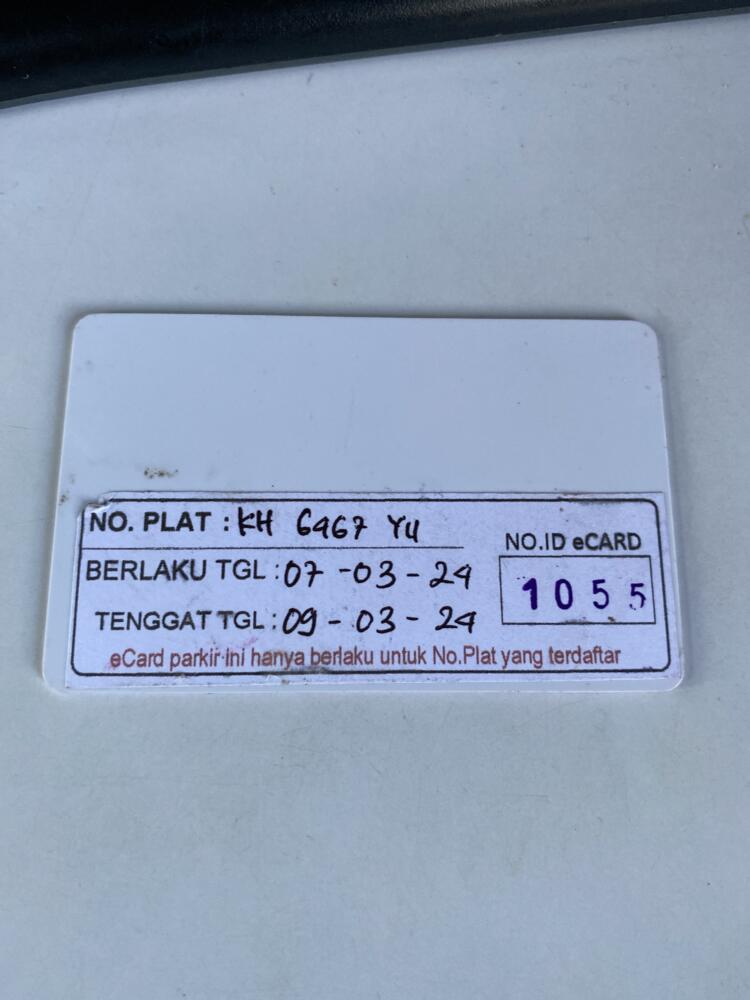 NO. PLAT : KH 6467 YU
BERLAKU TGL : 07 - 03 - 24
TENGGAT TGL : 09 - 03 - 24
NO.ID eCARD
1055
eCard parkir ini hanya berlaku untuk No.Plat yang terdaftar